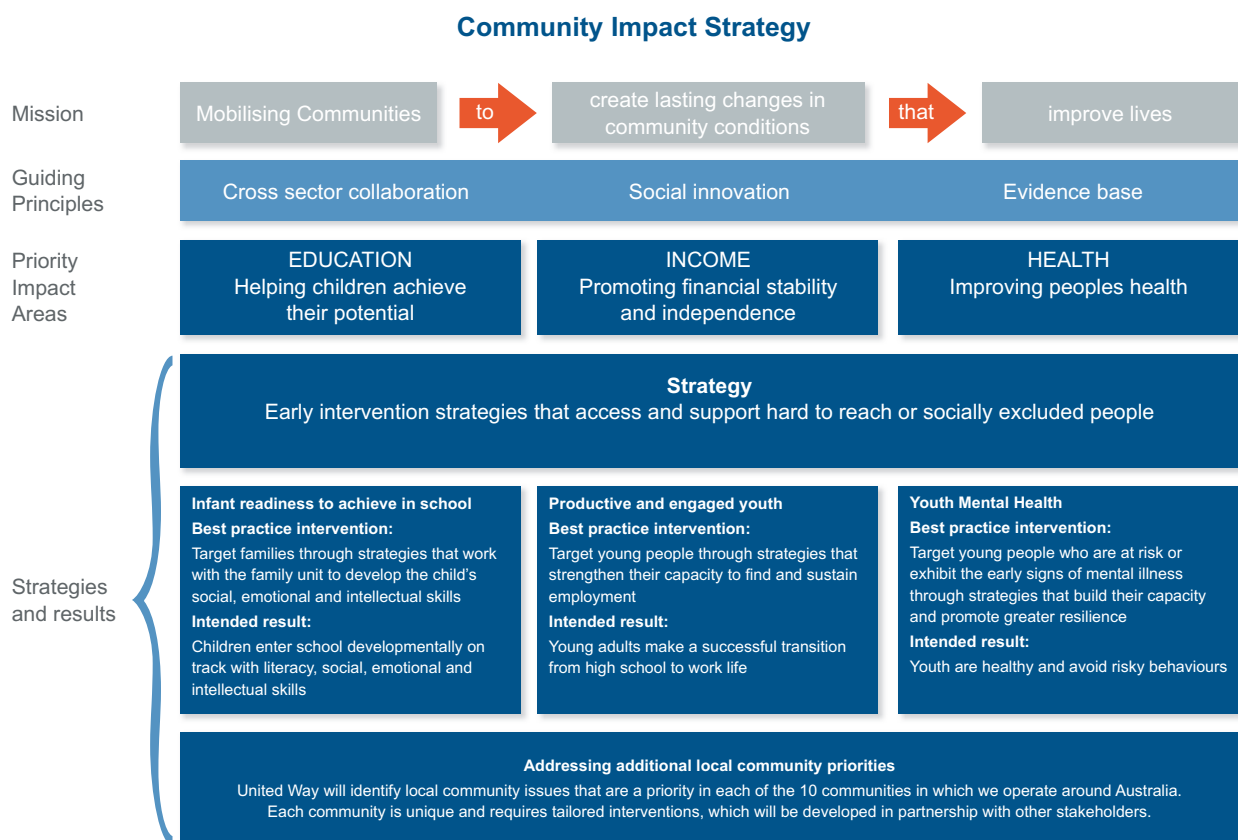 Community Impact Strategy
Mission
Mobilising Communities
to
create lasting changes in
community conditions
that
improve lives
Guiding
Principles
Cross sector collaboration
Social innovation
Evidence base
Priority
Impact
Areas
EDUCATION
Helping children achieve
their potential
INCOME
Promoting financial stability
and independence
HEALTH
Improving peoples health
Strategies
and results
Strategy
Early intervention strategies that access and support hard to reach or socially excluded people
Infant readiness to achieve in school
Best practice intervention:
Target families through strategies that work
with the family unit to develop the child's
social, emotional and intellectual skills
Intended result:
Children enter school developmentally on
track with literacy, social, emotional and
intellectual skills
Productive and engaged youth
Best practice intervention:
Target young people through strategies that
strengthen their capacity to find and sustain
employment
Intended result:
Young adults make a successful transition
from high school to work life
Youth Mental Health
Best practice intervention:
Target young people who are at risk or
exhibit the early signs of mental illness
through strategies that build their capacity
and promote greater resilience
Intended result:
Youth are healthy and avoid risky behaviours
Addressing additional local community priorities
United Way will identify local community issues that are a priority in each of the 10 communities in which we operate around Australia.
Each community is unique and requires tailored interventions, which will be developed in partnership with other stakeholders.